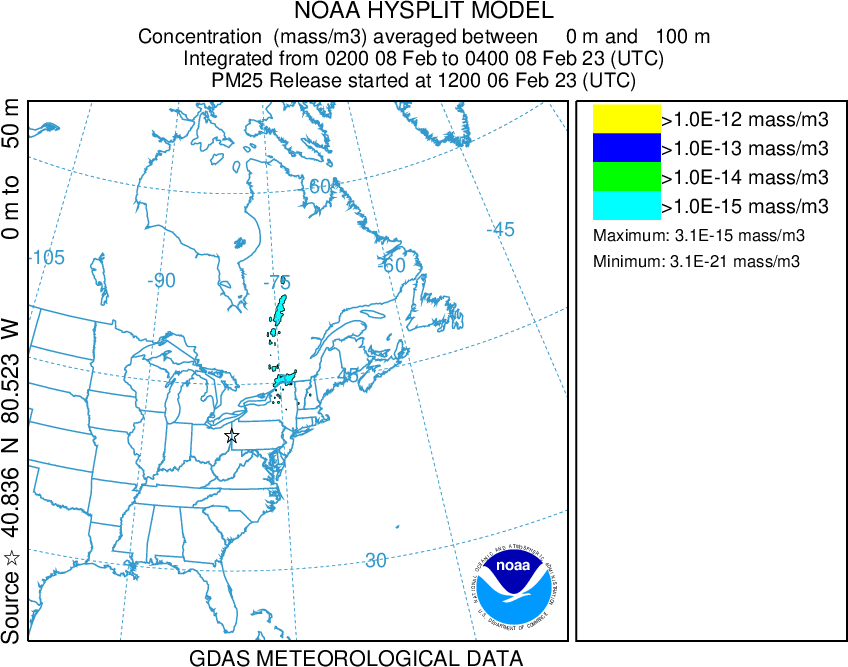 NOAA HYSPLIT MODEL
Concentration (mass/m3) averaged between 0 m and 100 m
Integrated from 0200 08 Feb to 0400 08 Feb 23 (UTC)
PM25 Release started at 1200 06 Feb 23 (UTC)
Source ☆ 40.836 N 80.523 W 0 m to 50 m
60
-45
-105
-60
-90
-75
45
30
noaa
NATIONAL OCEANIC AND ATMOSPHERIC ADMINISTRATION
U.S. DEPARTMENT OF COMMERCE
>1.0E-12 mass/m3
>1.0E-13 mass/m3
>1.0E-14 mass/m3
>1.0E-15 mass/m3
Maximum: 3.1E-15 mass/m3
Minimum: 3.1E-21 mass/m3
GDAS METEOROLOGICAL DATA